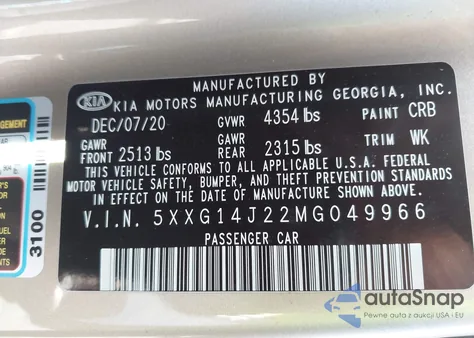 MANUFACTURED BY
KIA KIA MOTORS MANUFACTURING GEORGIA, INC.
DEC/07/20 GVWR 4354 lbs PAINT CRB
GAWR FRONT 2513 lbs GAWR REAR 2315 lbs TRIM WK
THIS VEHICLE CONFORMS TO ALL APPLICABLE U.S.A. FEDERAL
MOTOR VEHICLE SAFETY, BUMPER, AND THEFT PREVENTION STANDARDS
IN EFFECT ON THE DATE OF MANUFACTURE SHOWN ABOVE.
V.I.N. 5XXG14J22MG049966
PASSENGER CAR
3100
autoSnap
Pewne auta z aukcji USA i EU